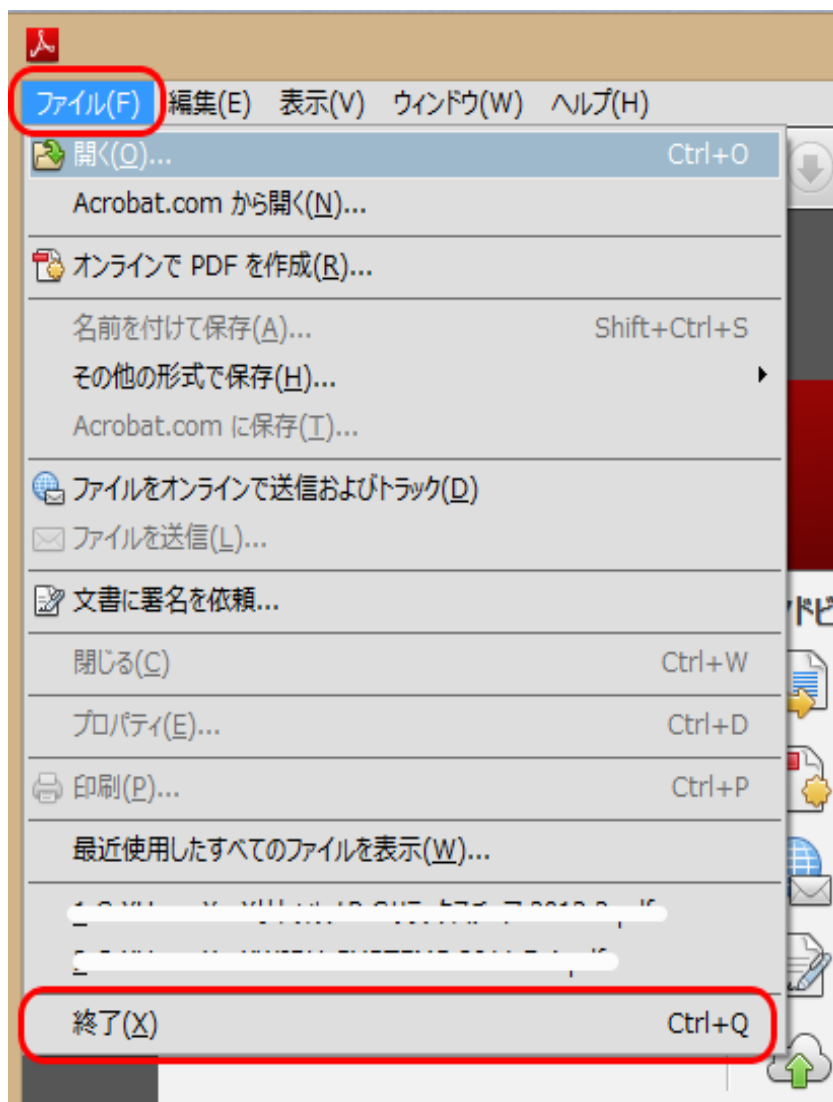 ファイル(F) 編集(E) 表示(V) ウィンドウ(W) ヘルプ(H)
開く(O)... Ctrl+O
Acrobat.com から開く(N)...
オンラインで PDF を作成(R)...
名前を付けて保存(A)... Shift+Ctrl+S
その他の形式で保存(H)...
Acrobat.com に保存(T)...
ファイルをオンラインで送信およびトラック(D)
ファイルを送信(L)...
文書に署名を依頼...
閉じる(C) Ctrl+W
プロパティ(E)... Ctrl+D
印刷(P)... Ctrl+P
最近使用したすべてのファイルを表示(W)...
終了(X) Ctrl+Q